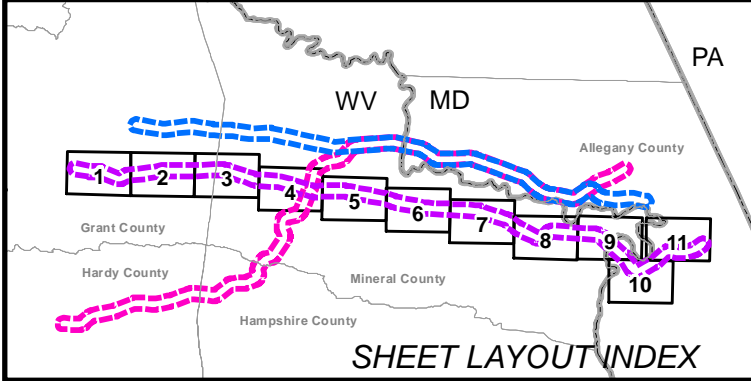 PA
WV
MD
Allegany County
1
2
3
4
5
6
7
8
9
11
10
Grant County
Hardy County
Mineral County
Hampshire County
SHEET LAYOUT INDEX